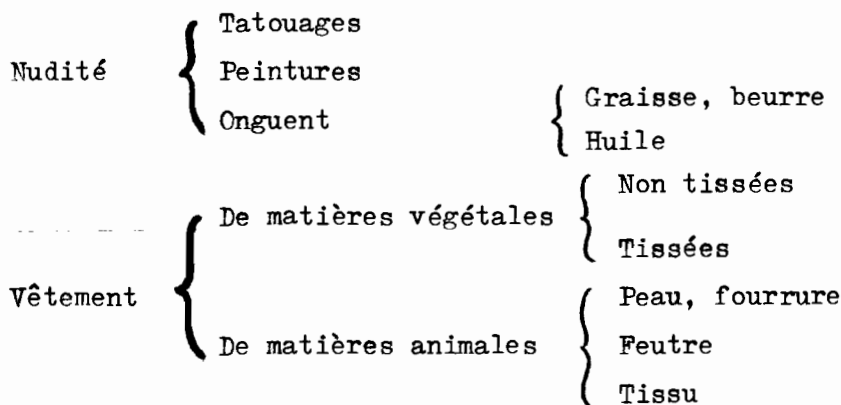 Tatouages
Nudité
Peintures
Onguent
Graisse, beurre
Huile
De matières végétales
Non tissées
Tissées
Vêtement
De matières animales
Peau, fourrure
Feutre
Tissu